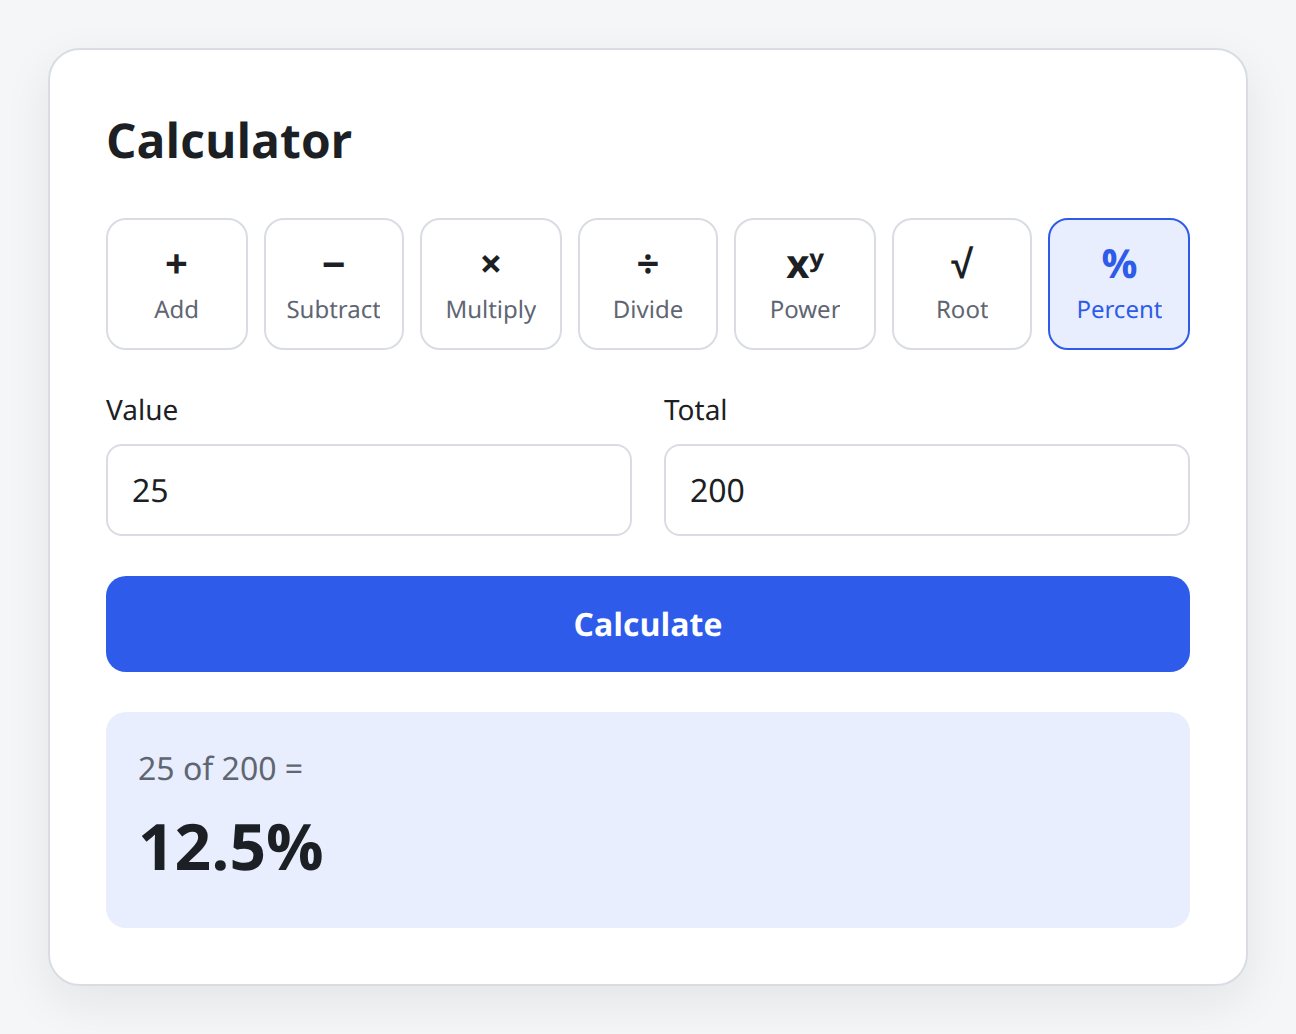 Calculator
+ − × ÷ xʸ √ %
Add Subtract Multiply Divide Power Root Percent
Value Total
25 200
Calculate
25 of 200 =
12.5%